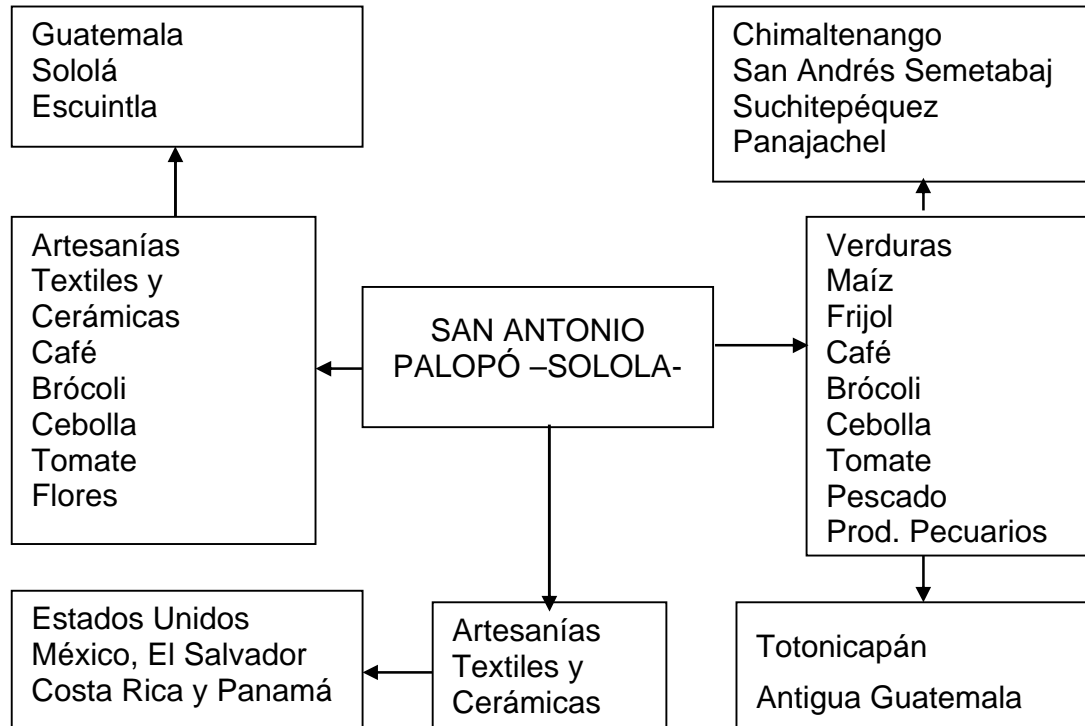 Guatemala
Sololá
Escuintla
Chimaltenango
San Andrés Semetabaj
Suchitepéquez
Panajachel
Artesanías
Textiles y
Cerámicas
Café
Brócoli
Cebolla
Tomate
Flores
SAN ANTONIO
PALOPÓ –SOLOLA-
Verduras
Maíz
Frijol
Café
Brócoli
Cebolla
Tomate
Pescado
Prod. Pecuarios
Estados Unidos
México, El Salvador
Costa Rica y Panamá
Artesanías
Textiles y
Cerámicas
Totonicapán
Antigua Guatemala